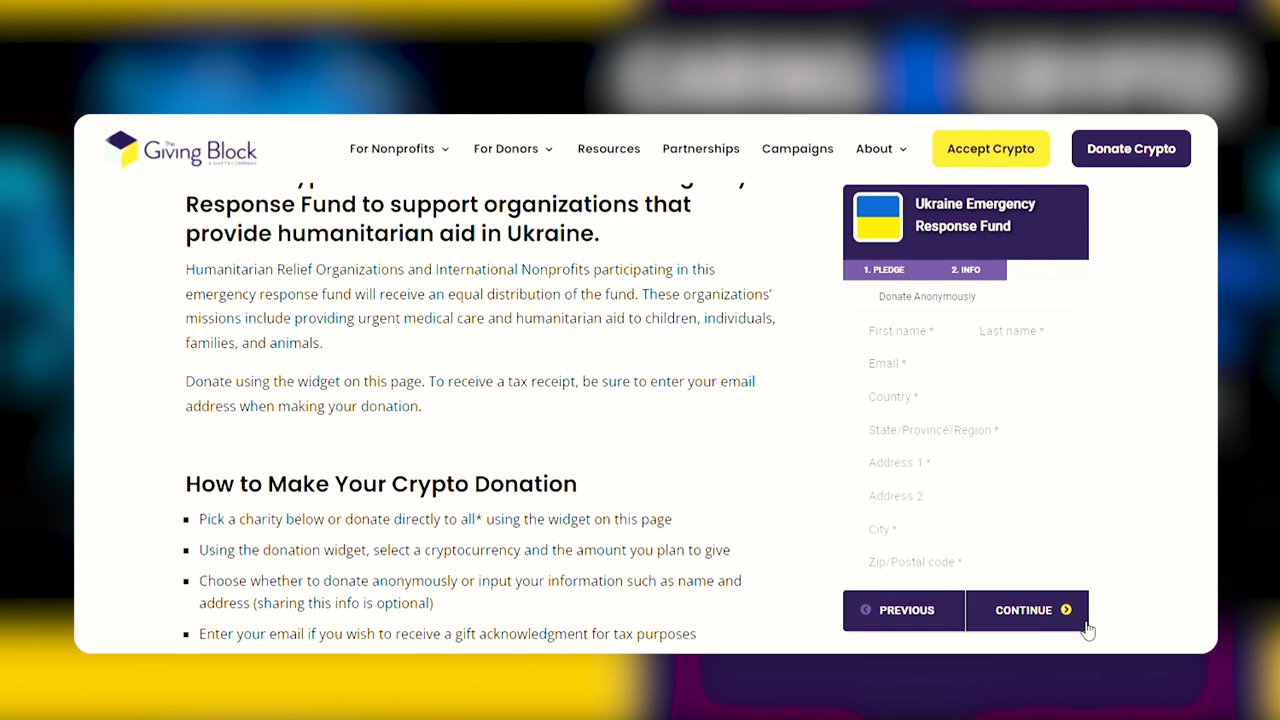 The
Giving Block
A SHIFT4 COMPANY
For Nonprofits
For Donors
Resources
Partnerships
Campaigns
About
Accept Crypto
Donate Crypto
Response Fund to support organizations that
provide humanitarian aid in Ukraine.
Humanitarian Relief Organizations and International Nonprofits participating in this
emergency response fund will receive an equal distribution of the fund. These organizations’
missions include providing urgent medical care and humanitarian aid to children, individuals,
families, and animals.
Donate using the widget on this page. To receive a tax receipt, be sure to enter your email
address when making your donation.
How to Make Your Crypto Donation
▪ Pick a charity below or donate directly to all* using the widget on this page
▪ Using the donation widget, select a cryptocurrency and the amount you plan to give
▪ Choose whether to donate anonymously or input your information such as name and
address (sharing this info is optional)
▪ Enter your email if you wish to receive a gift acknowledgment for tax purposes
Ukraine Emergency
Response Fund
1. PLEDGE
2. INFO
Donate Anonymously
First name *
Last name *
Email *
Country *
State/Province/Region *
Address 1 *
Address 2
City *
Zip/Postal code *
PREVIOUS
CONTINUE